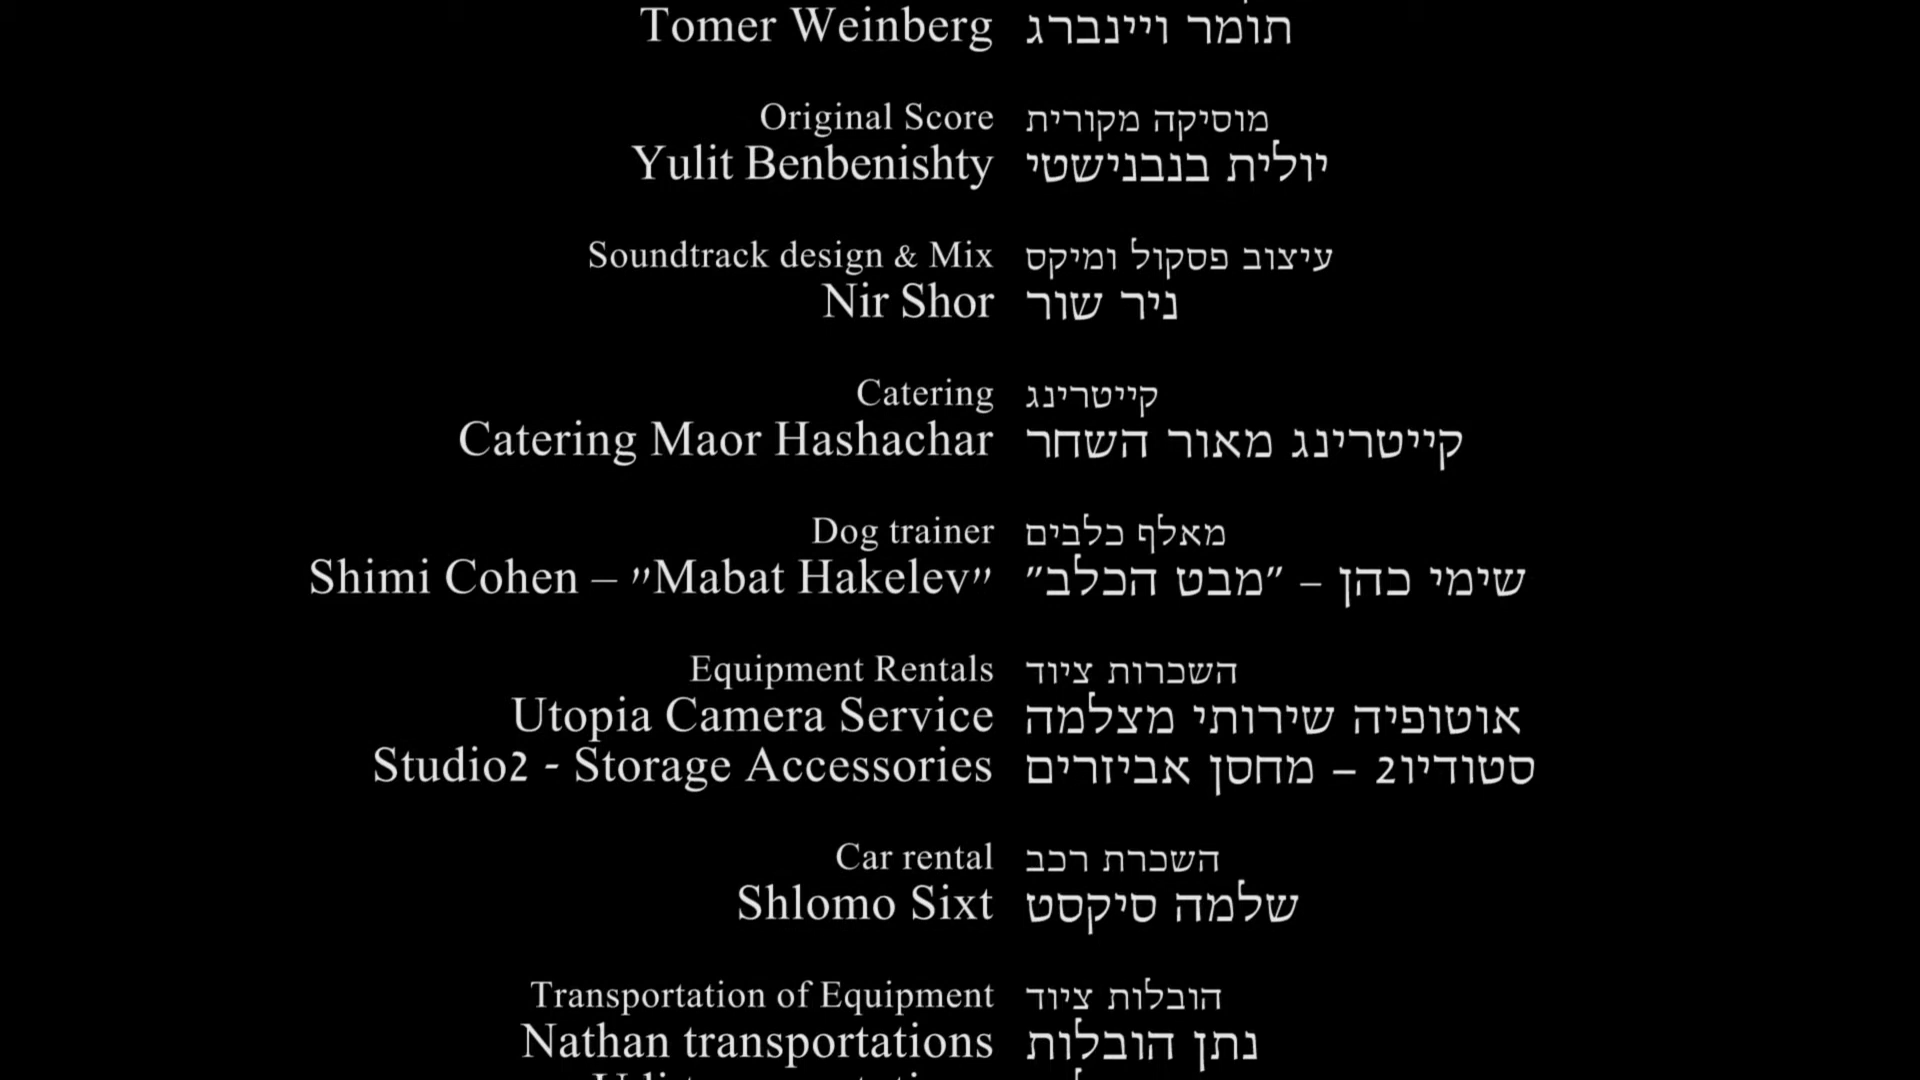 Tomer Weinberg תומר ויינברג
Original Score מוסיקה מקורית
Yulit Benbenishty יולית בנבנישטי
Soundtrack design & Mix עיצוב פסקול ומיקס
Nir Shor ניר שור
Catering קייטרינג
Catering Maor Hashachar קייטרינג מאור השחר
Dog trainer מאלף כלבים
Shimi Cohen – "Mabat Hakelev" שימי כהן – "מבט הכלב"
Equipment Rentals השכרות ציוד
Utopia Camera Service אוטופיה שירותי מצלמה
Studio2 - Storage Accessories סטודיו2 – מחסן אביזרים
Car rental השכרת רכב
Shlomo Sixt שלמה סיקסט
Transportation of Equipment הובלות ציוד
Nathan transportations נתן הובלות